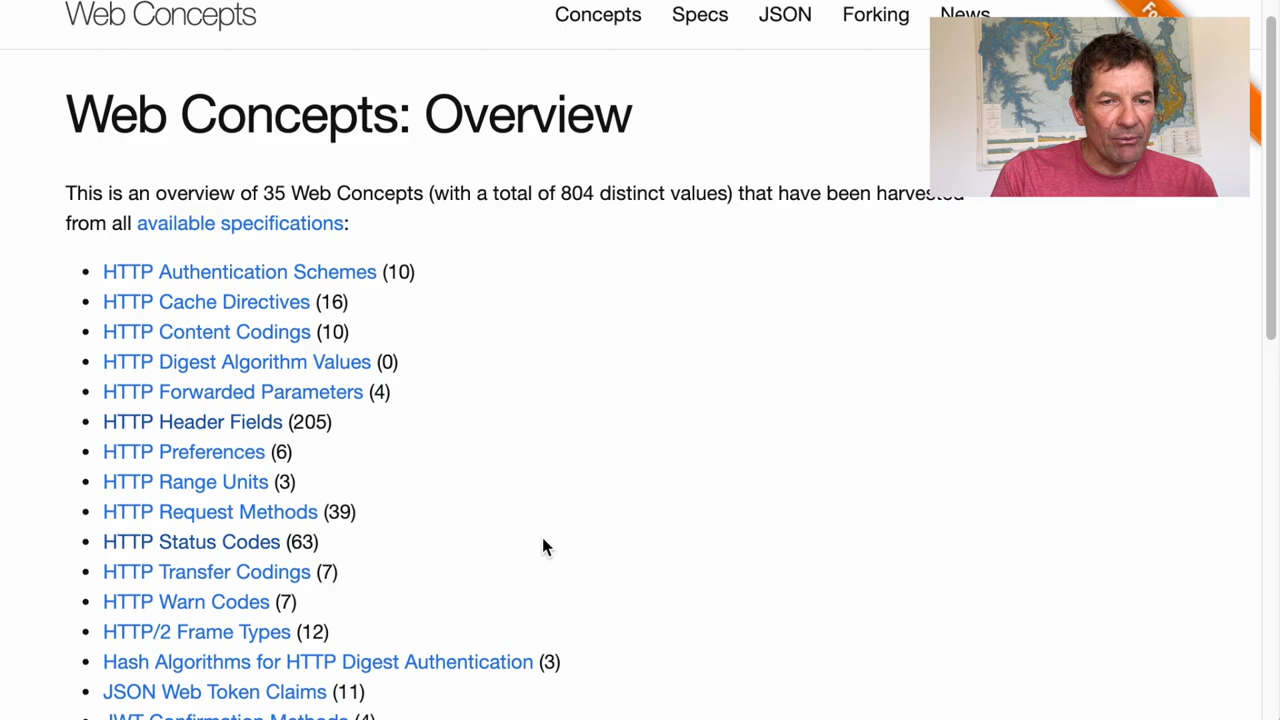 Web Concepts
Concepts Specs JSON Forking News
Web Concepts: Overview
This is an overview of 35 Web Concepts (with a total of 804 distinct values) that have been harvested
from all available specifications:
• HTTP Authentication Schemes (10)
• HTTP Cache Directives (16)
• HTTP Content Codings (10)
• HTTP Digest Algorithm Values (0)
• HTTP Forwarded Parameters (4)
• HTTP Header Fields (205)
• HTTP Preferences (6)
• HTTP Range Units (3)
• HTTP Request Methods (39)
• HTTP Status Codes (63)
• HTTP Transfer Codings (7)
• HTTP Warn Codes (7)
• HTTP/2 Frame Types (12)
• Hash Algorithms for HTTP Digest Authentication (3)
• JSON Web Token Claims (11)
JWT Confirmation Methods (4)